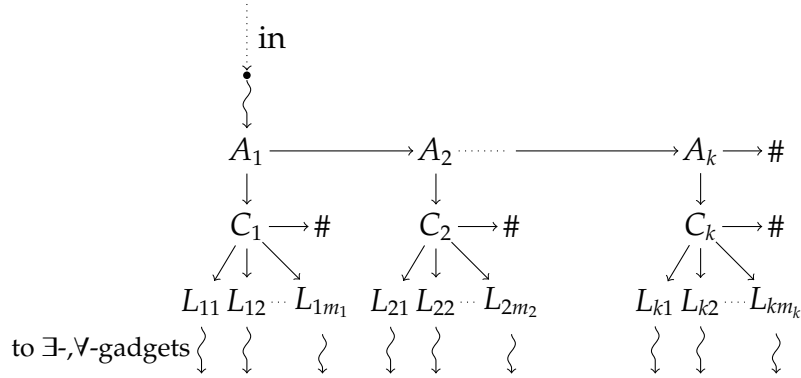 in
A₁ A₂ Aₖ #
C₁ # C₂ # Cₖ #
L₁₁ L₁₂ L₁ₘ₁ L₂₁ L₂₂ L₂ₘ₂ Lₖ₁ Lₖ₂ Lₖₘₖ
to ∃-,∀-gadgets